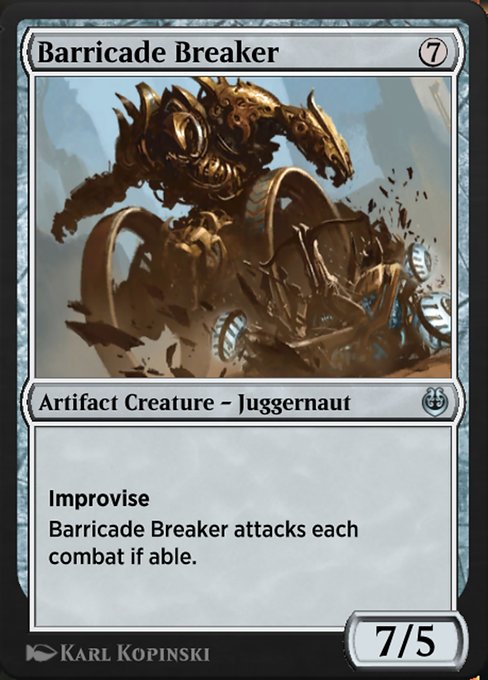 Barricade Breaker 7
Artifact Creature – Juggernaut
Improvise
Barricade Breaker attacks each
combat if able.
7/5
Karl Kopinski